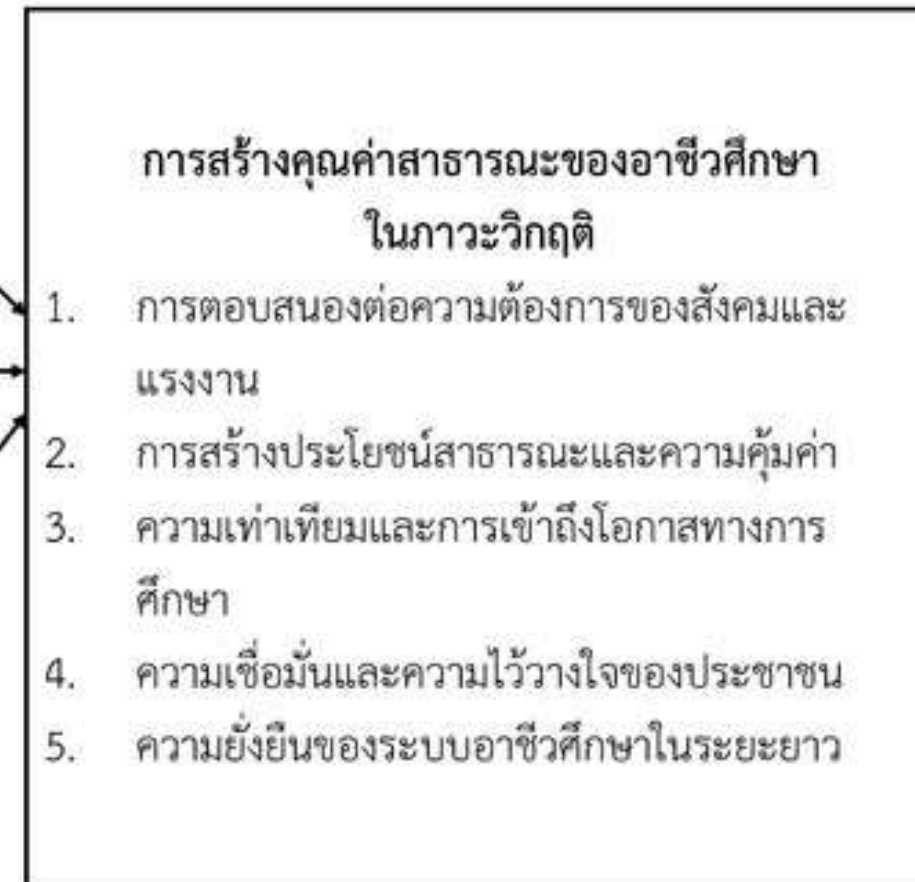 การสร้างคุณค่าสาธารณะของอาชีวศึกษา
ในภาวะวิกฤติ
1. การตอบสนองต่อความต้องการของสังคมและ
แรงงาน
2. การสร้างประโยชน์สาธารณะและความคุ้มค่า
3. ความเท่าเทียมและการเข้าถึงโอกาสทางการ
ศึกษา
4. ความเชื่อมั่นและความไว้วางใจของประชาชน
5. ความยั่งยืนของระบบอาชีวศึกษาในระยะยาว